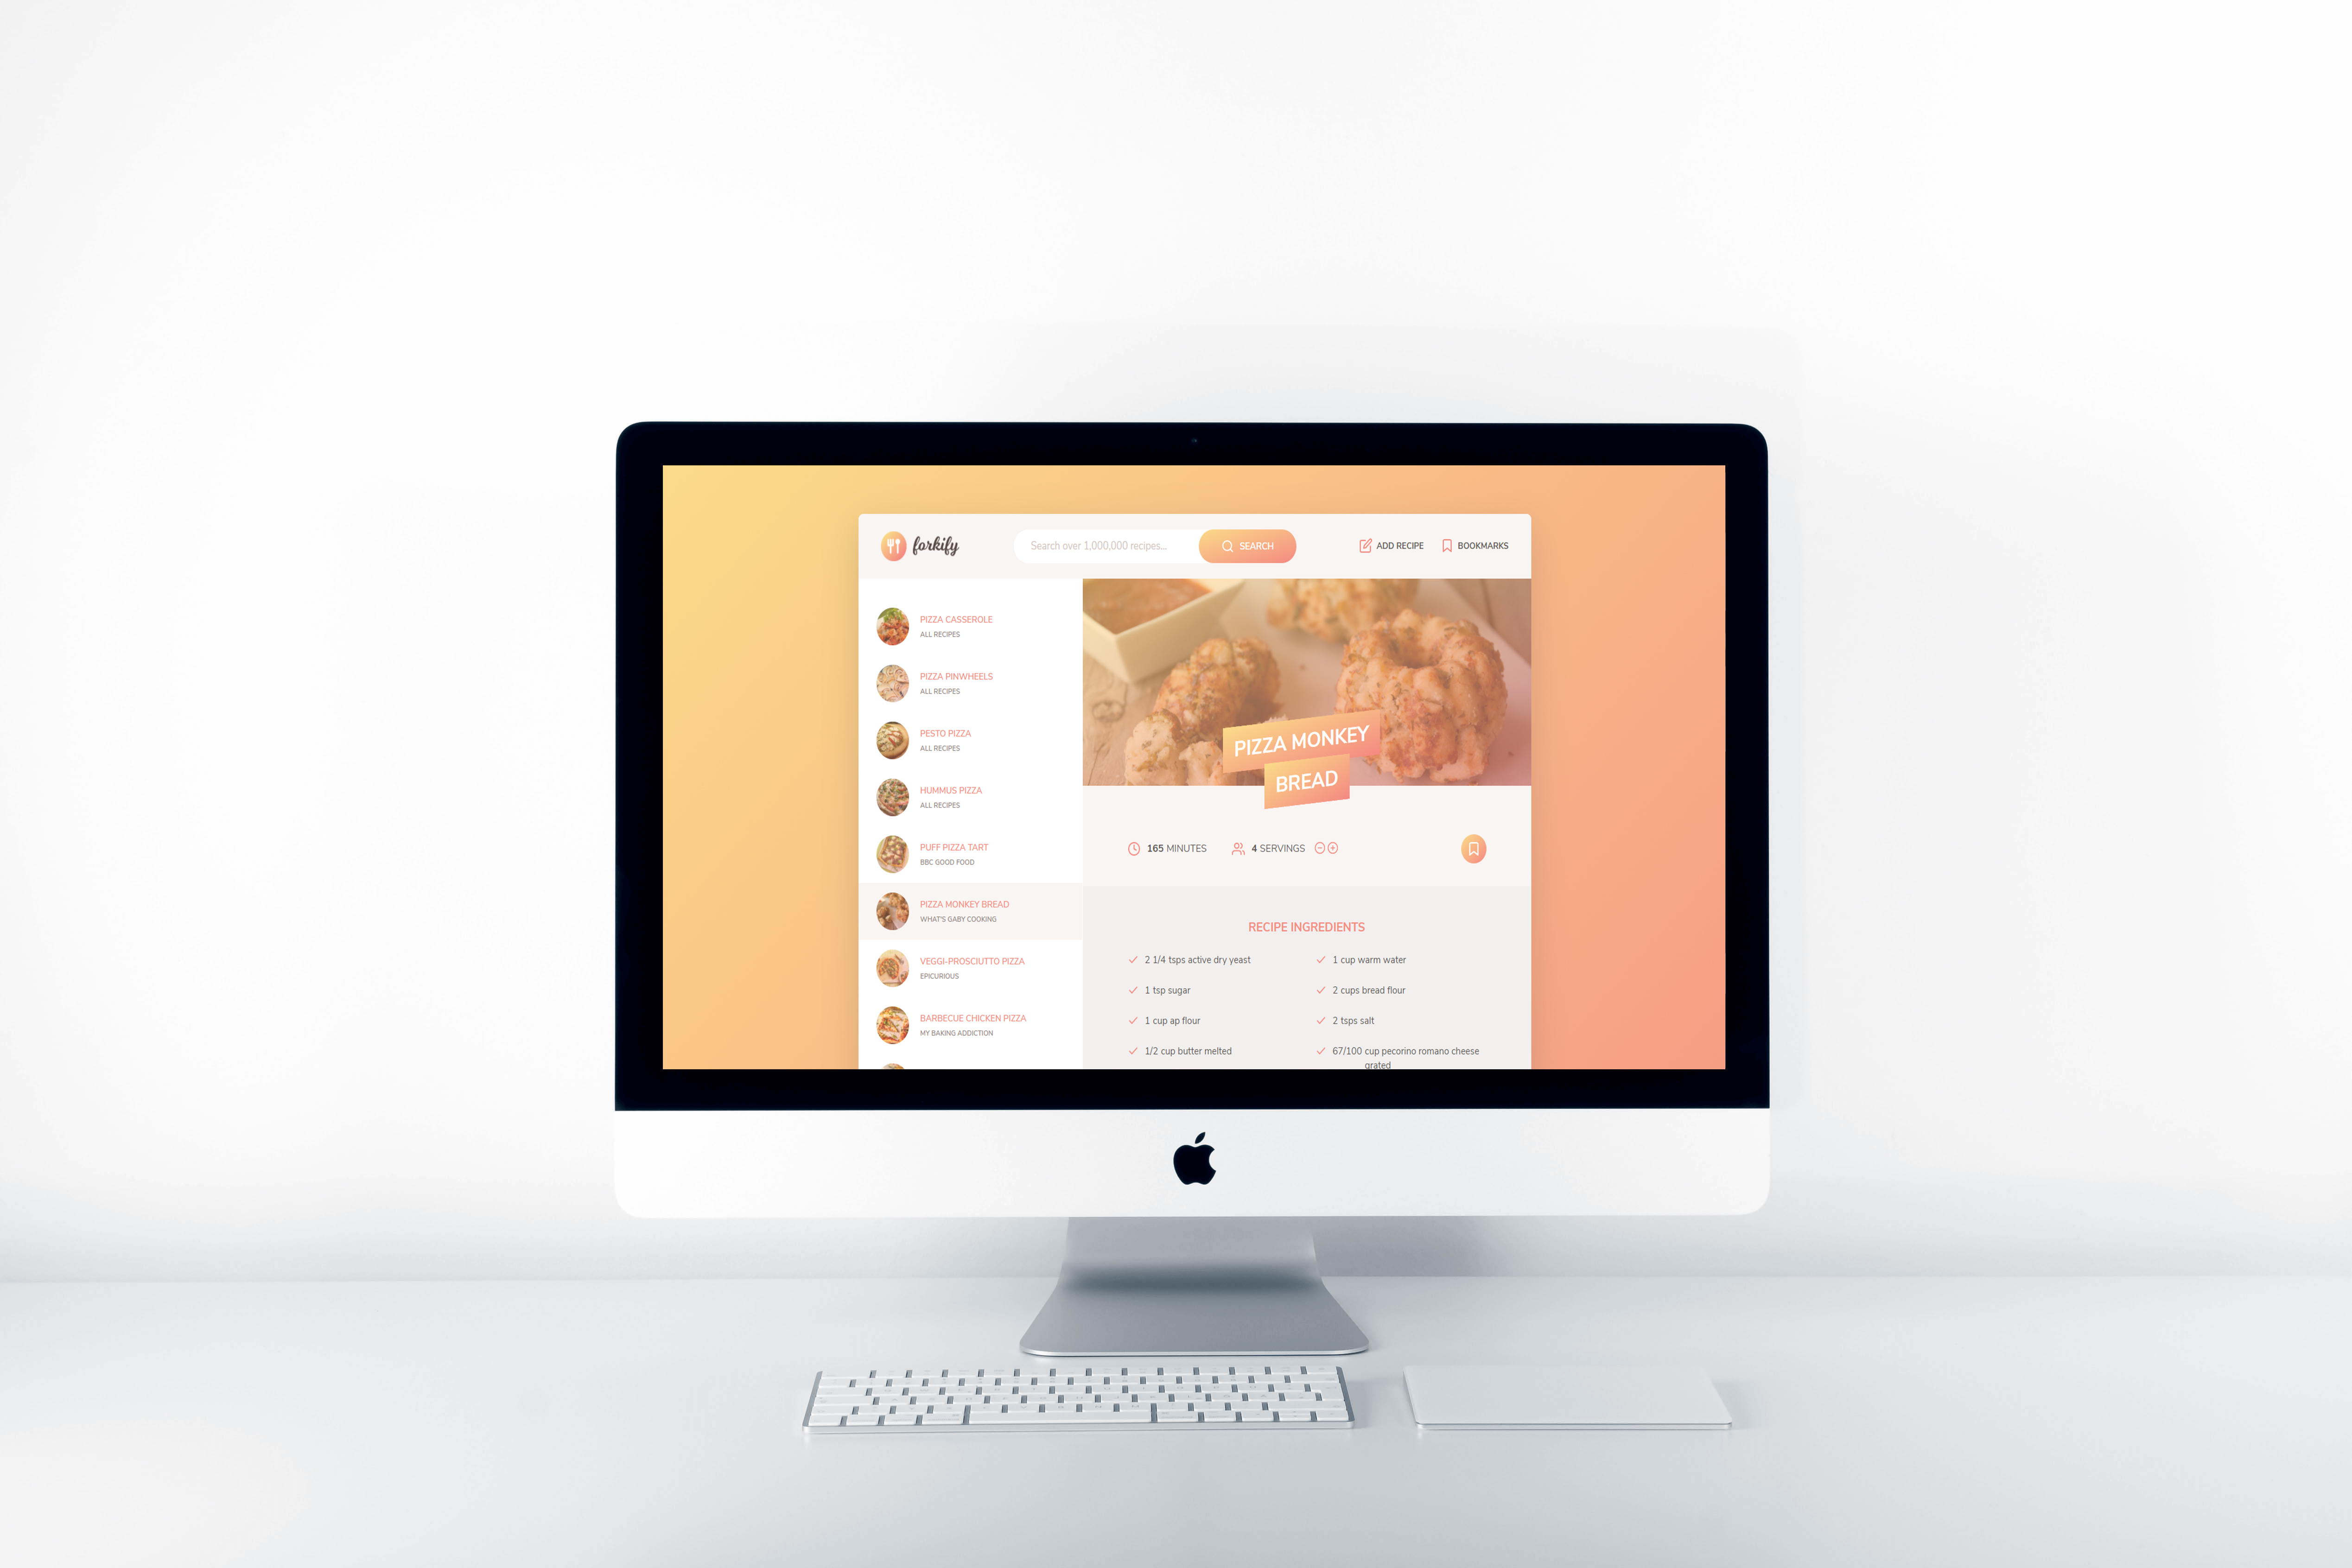 forkify
Search over 1,000,000 recipes...
SEARCH
ADD RECIPE
BOOKMARKS
PIZZA CASSEROLE
ALL RECIPES
PIZZA PINWHEELS
ALL RECIPES
PESTO PIZZA
ALL RECIPES
HUMMUS PIZZA
ALL RECIPES
PUFF PIZZA TART
BBC GOOD FOOD
PIZZA MONKEY BREAD
WHAT'S GABY COOKING
VEGGI-PROSCIUTTO PIZZA
EPICURIOUS
BARBECUE CHICKEN PIZZA
MY BAKING ADDICTION
PIZZA MONKEY
BREAD
165 MINUTES
4 SERVINGS
RECIPE INGREDIENTS
2 1/4 tsps active dry yeast
1 cup warm water
1 tsp sugar
2 cups bread flour
1 cup ap flour
2 tsps salt
1/2 cup butter melted
67/100 cup pecorino romano cheese
grated